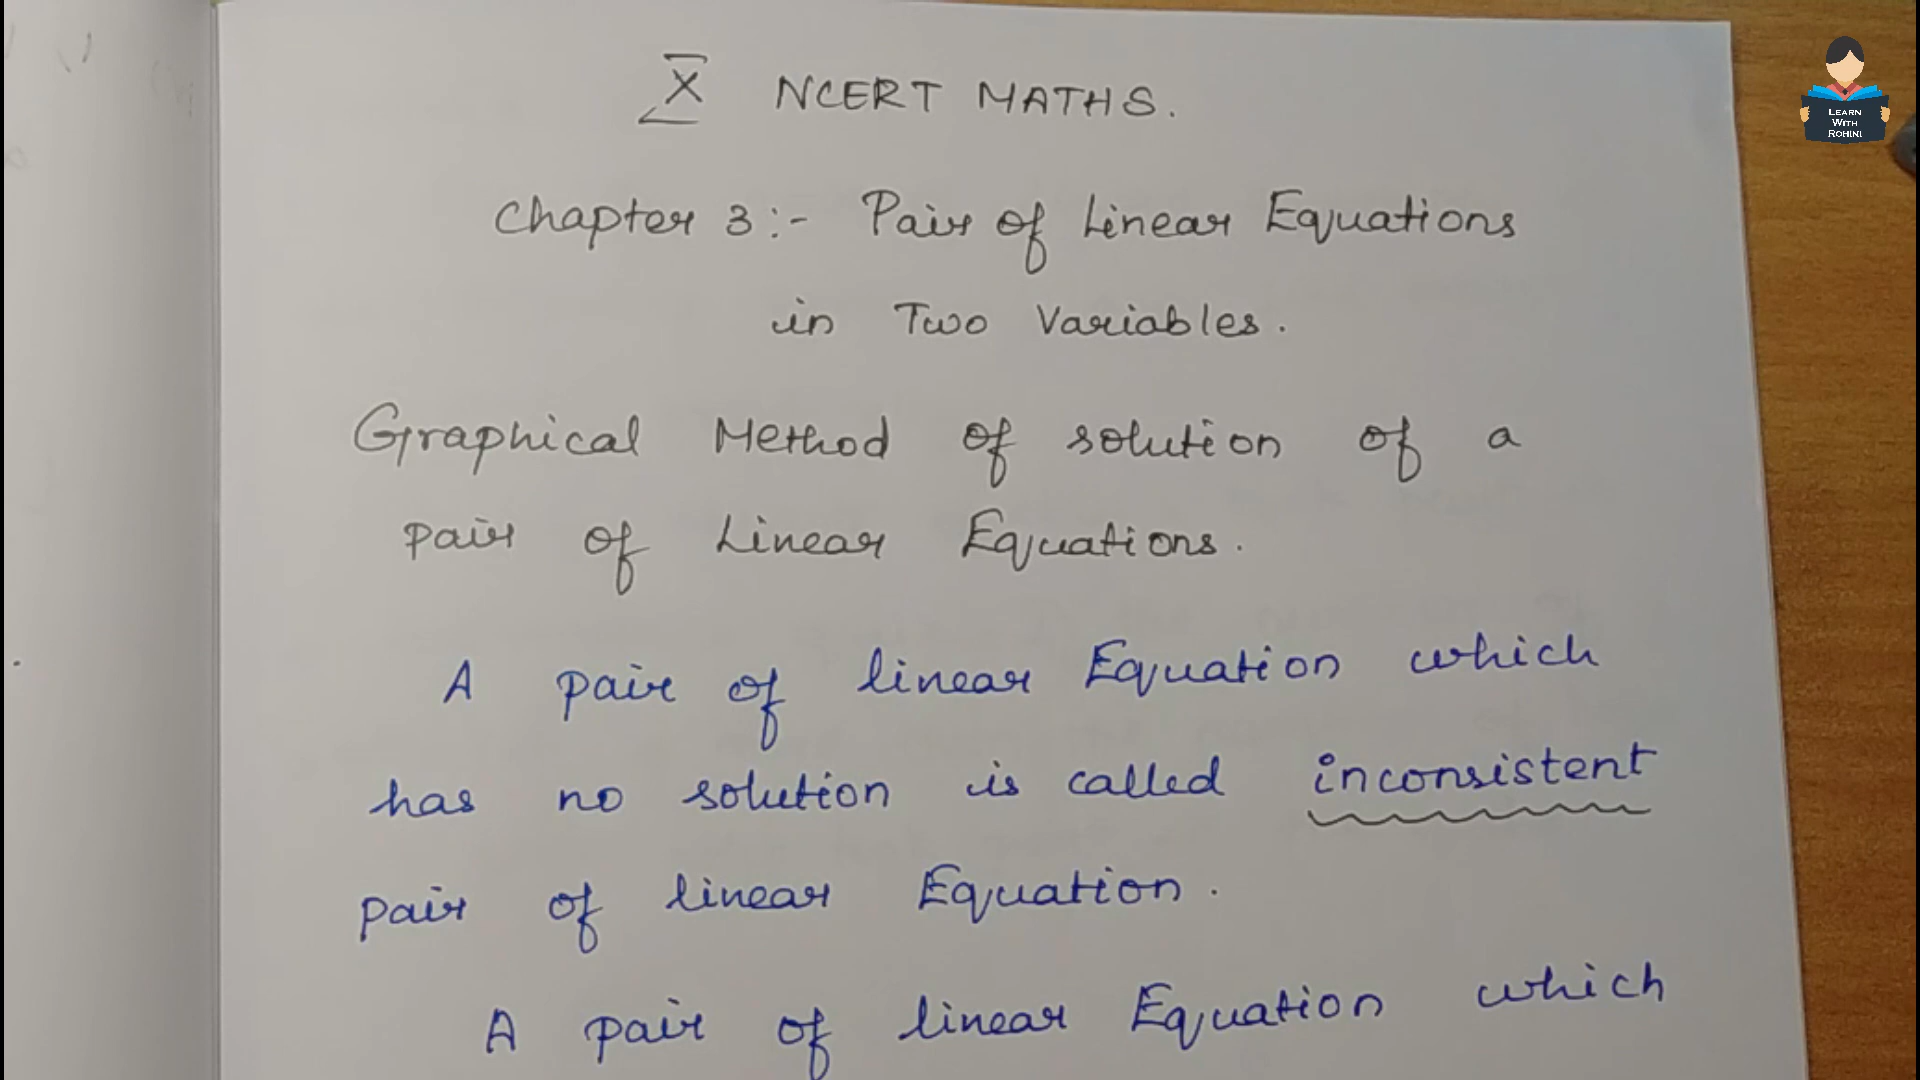 X NCERT MATHS.
LEARN
WITH
ROHINI
Chapter 3:- Pair of Linear Equations
in Two Variables.
Graphical Method of solution of a
pair of Linear Equations.
A pair of linear Equation which
has no solution is called inconsistent
pair of linear Equation.
A pair of linear Equation which